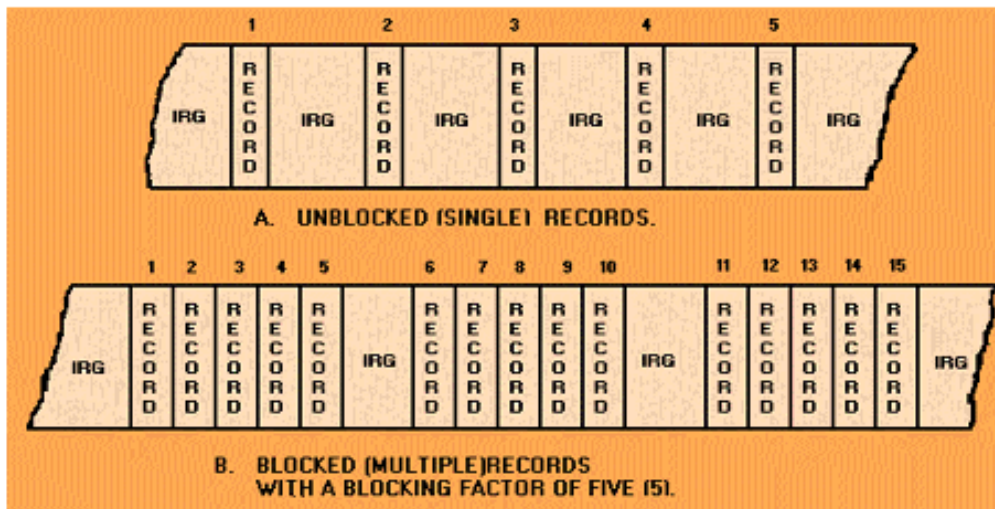 1 2 3 4 5
IRG RECORD IRG RECORD IRG RECORD IRG RECORD IRG RECORD IRG
A. UNBLOCKED (SINGLE) RECORDS.
1 2 3 4 5 6 7 8 9 10 11 12 13 14 15
IRG RECORD RECORD RECORD RECORD RECORD IRG RECORD RECORD RECORD RECORD RECORD IRG RECORD RECORD RECORD RECORD RECORD IRG
B. BLOCKED (MULTIPLE)RECORDS
WITH A BLOCKING FACTOR OF FIVE (5).